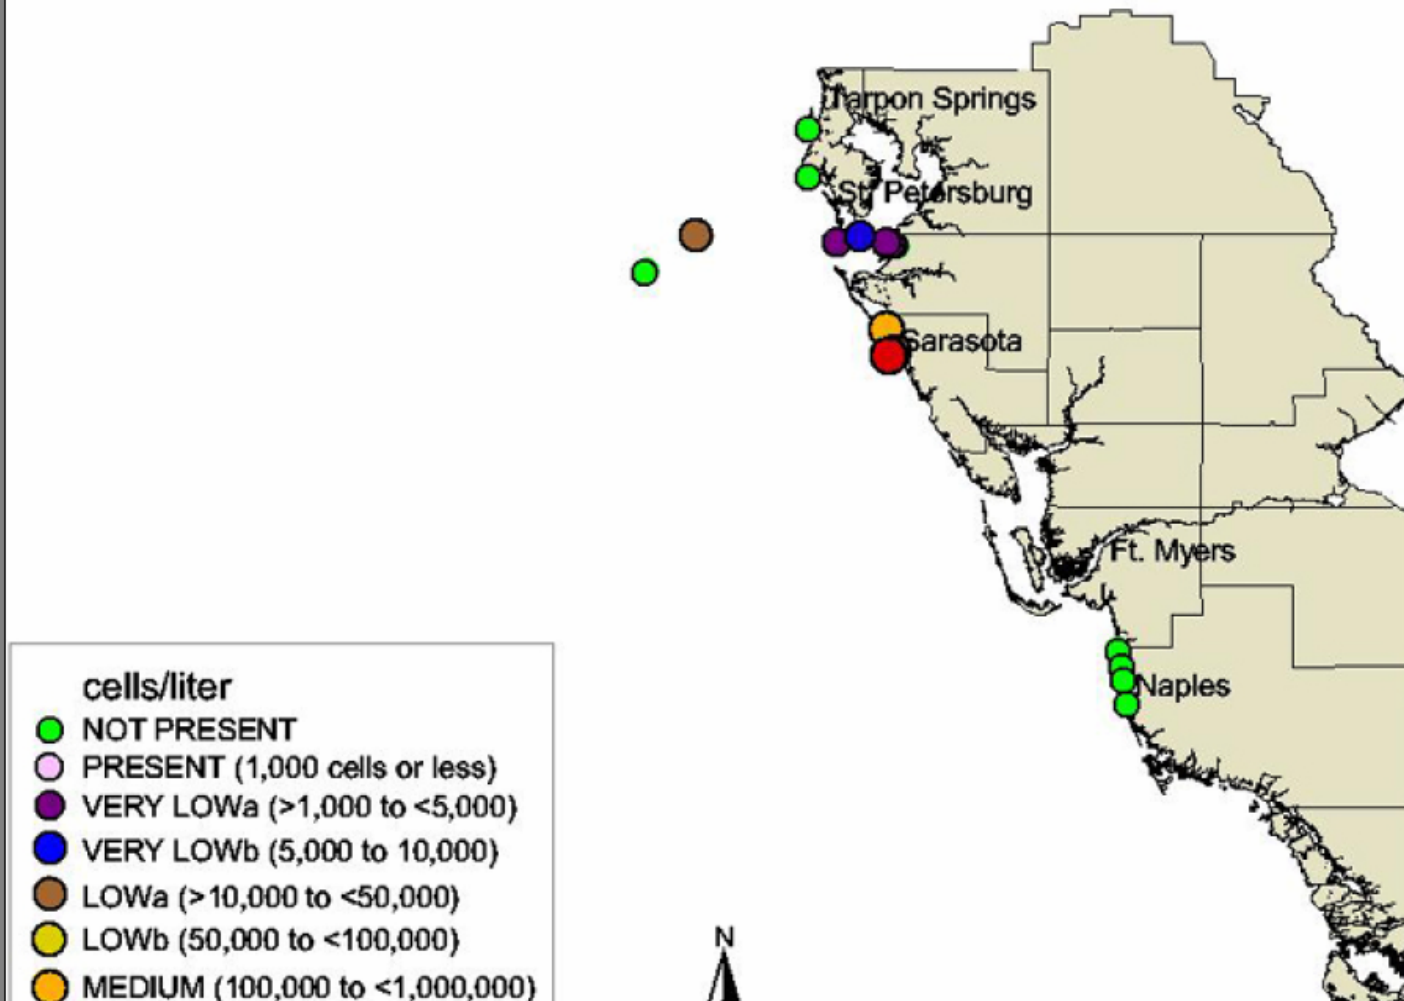 Tarpon Springs
St. Petersburg
Sarasota
Ft. Myers
Naples
cells/liter
NOT PRESENT
PRESENT (1,000 cells or less)
VERY LOWa (>1,000 to <5,000)
VERY LOWb (5,000 to 10,000)
LOWa (>10,000 to <50,000)
LOWb (50,000 to <100,000)
MEDIUM (100,000 to <1,000,000)
N